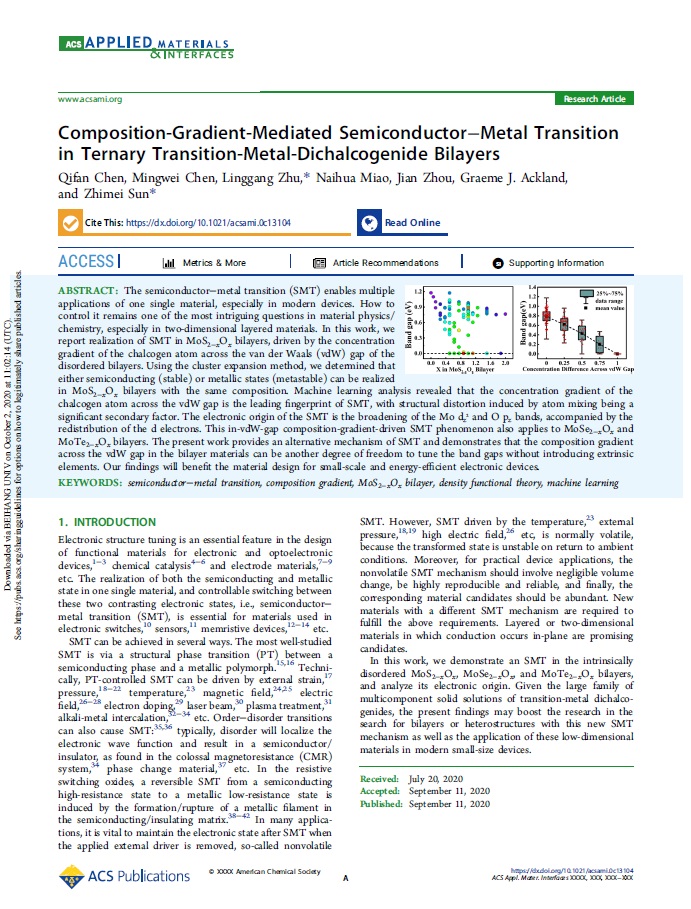 ACS APPLIED MATERIALS
& INTERFACES
www.acsami.org
Research Article
Composition-Gradient-Mediated Semiconductor−Metal Transition
in Ternary Transition-Metal-Dichalcogenide Bilayers
Qifan Chen, Mingwei Chen, Linggang Zhu,* Naihua Miao, Jian Zhou, Graeme J. Ackland,
and Zhimei Sun*
Cite This: https://dx.doi.org/10.1021/acsami.0c13104
Read Online
ACCESS
Metrics & More
Article Recommendations
Supporting Information
ABSTRACT: The semiconductor−metal transition (SMT) enables multiple
applications of one single material, especially in modern devices. How to
control it remains one of the most intriguing questions in material physics/
chemistry, especially in two-dimensional layered materials. In this work, we
report realization of SMT in MoS2−xOx bilayers, driven by the concentration
gradient of the chalcogen atom across the van der Waals (vdW) gap of the
disordered bilayers. Using the cluster expansion method, we determined that
either semiconducting (stable) or metallic states (metastable) can be realized
in MoS2−xOx bilayers with the same composition. Machine learning analysis revealed that the concentration gradient of the
chalcogen atom across the vdW gap is the leading fingerprint of SMT, with structural distortion induced by atom mixing being a
significant secondary factor. The electronic origin of the SMT is the broadening of the Mo dz² and O pz bands, accompanied by the
redistribution of the d electrons. This in-vdW-gap composition-gradient-driven SMT phenomenon also applies to MoSe2−xOx and
MoTe2−xOx bilayers. The present work provides an alternative mechanism of SMT and demonstrates that the composition gradient
across the vdW gap in the bilayer materials can be another degree of freedom to tune the band gaps without introducing extrinsic
elements. Our findings will benefit the material design for small-scale and energy-efficient electronic devices.
KEYWORDS: semiconductor−metal transition, composition gradient, MoS2−xOx bilayer, density functional theory, machine learning
Band gap(eV)
1.2
0.9
0.6
0.3
0.0
0.0 0.4 0.8 1.2 1.6 2.0
X in MoS2-xOx Bilayer
Band gap(eV)
1.4
1.2
1.0
0.8
0.6
0.4
0.2
0.0
25%~75%
data range
mean value
0 0.25 0.5 0.75 1
Concentration Difference Across vdW Gap
1. INTRODUCTION
Electronic structure tuning is an essential feature in the design
of functional materials for electronic and optoelectronic
devices,1−3 chemical catalysis4−6 and electrode materials,7−9
etc. The realization of both the semiconducting and metallic
state in one single material, and controllable switching between
these two contrasting electronic states, i.e., semiconductor−
metal transition (SMT), is essential for materials used in
electronic switches,10 sensors,11 memristive devices,12−14 etc.
SMT can be achieved in several ways. The most well-studied
SMT is via a structural phase transition (PT) between a
semiconducting phase and a metallic polymorph.15,16 Techni-
cally, PT-controlled SMT can be driven by external strain,17
pressure,18−22 temperature,23 magnetic field,24,25 electric
field,26−28 electron doping,29 laser beam,30 plasma treatment,31
alkali-metal intercalation,32−34 etc. Order−disorder transitions
can also cause SMT:35,36 typically, disorder will localize the
electronic wave function and result in a semiconductor/
insulator, as found in the colossal magnetoresistance (CMR)
system,34 phase change material,37 etc. In the resistive
switching oxides, a reversible SMT from a semiconducting
high-resistance state to a metallic low-resistance state is
induced by the formation/rupture of a metallic filament in
the semiconducting/insulating matrix.38−42 In many applica-
tions, it is vital to maintain the electronic state after SMT when
the applied external driver is removed, so-called nonvolatile
SMT. However, SMT driven by the temperature,23 external
pressure,18,19 high electric field,26 etc, is normally volatile,
because the transformed state is unstable on return to ambient
conditions. Moreover, for practical device applications, the
nonvolatile SMT mechanism should involve negligible volume
change, be highly reproducible and reliable, and finally, the
corresponding material candidates should be abundant. New
materials with a different SMT mechanism are required to
fulfill the above requirements. Layered or two-dimensional
materials in which conduction occurs in-plane are promising
candidates.
In this work, we demonstrate an SMT in the intrinsically
disordered MoS2−xOx, MoSe2−xOx, and MoTe2−xOx bilayers,
and analyze its electronic origin. Given the large family of
multicomponent solid solutions of transition-metal dichalco-
genides, the present findings may boost the research in the
search for bilayers or heterostructures with this new SMT
mechanism as well as the application of these low-dimensional
materials in modern small-size devices.
Received: July 20, 2020
Accepted: September 11, 2020
Published: September 11, 2020
Downloaded via BEIHANG UNIV on October 2, 2020 at 11:02:14 (UTC).
See https://pubs.acs.org/sharingguidelines for options on how to legitimately share published articles.
ACS Publications
© XXXX American Chemical Society
A
https://dx.doi.org/10.1021/acsami.0c13104
ACS Appl. Mater. Interfaces XXXX, XXX, XXX−XXX